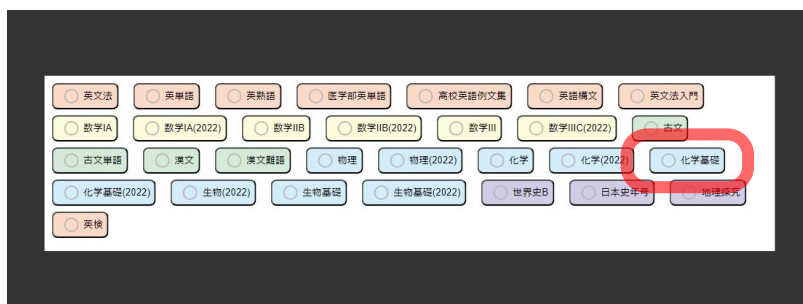 英文法 英単語 英熟語 医学部英単語 高校英語例文集 英語構文 英文法入門
数学IA 数学IA(2022) 数学IIB 数学IIB(2022) 数学III 数学IIIC(2022) 古文
古文単語 漢文 漢文難語 物理 物理(2022) 化学 化学(2022) 化学基礎
化学基礎(2022) 生物(2022) 生物基礎 生物基礎(2022) 世界史B 日本史年号 地理探究
英検